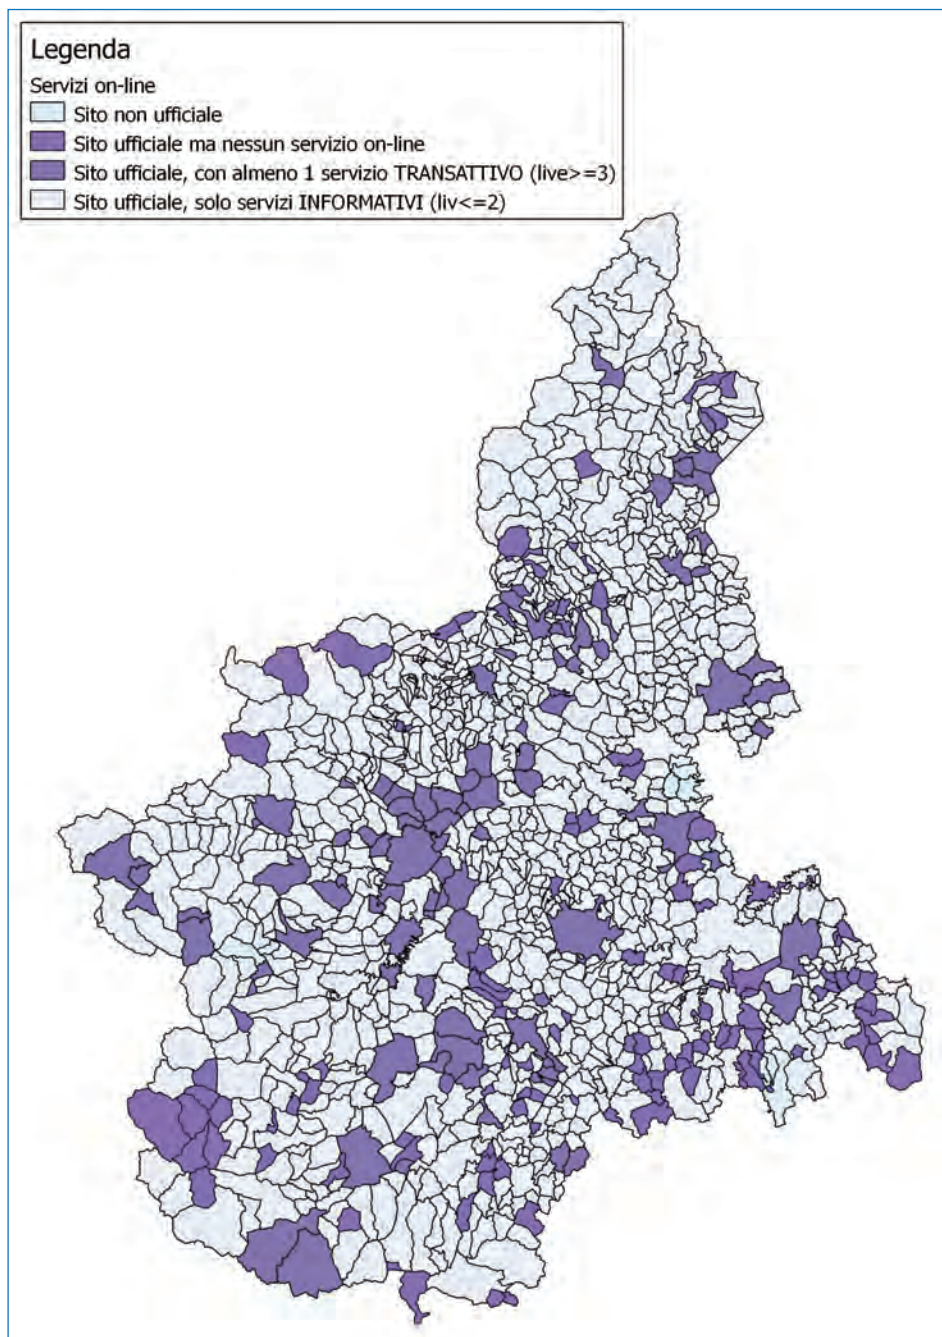 Legenda
Servizi on-line
Sito non ufficiale
Sito ufficiale ma nessun servizio on-line
Sito ufficiale, con almeno 1 servizio TRANSATTIVO (live>=3)
Sito ufficiale, solo servizi INFORMATIVI (liv<=2)